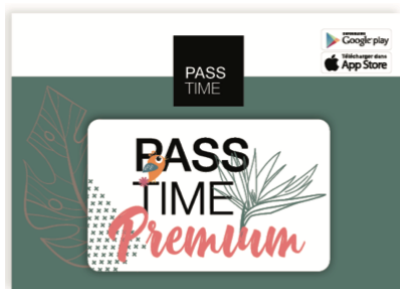 Google play
Télécharger dans
App Store
PASS
TIME
PASS
TIME
Premium